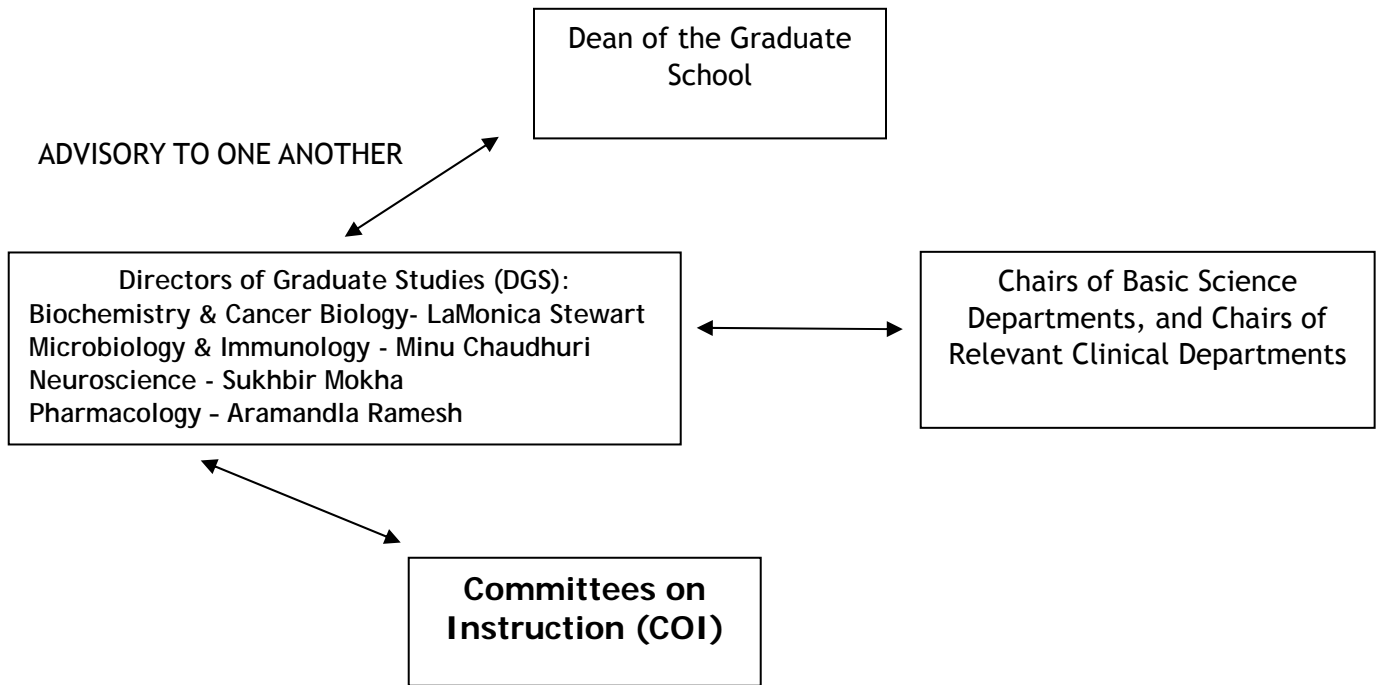 Dean of the Graduate
School
ADVISORY TO ONE ANOTHER
Directors of Graduate Studies (DGS):
Biochemistry & Cancer Biology- LaMonica Stewart
Microbiology & Immunology - Minu Chaudhuri
Neuroscience - Sukhbir Mokha
Pharmacology – Aramandla Ramesh
Chairs of Basic Science
Departments, and Chairs of
Relevant Clinical Departments
Committees on
Instruction (COI)